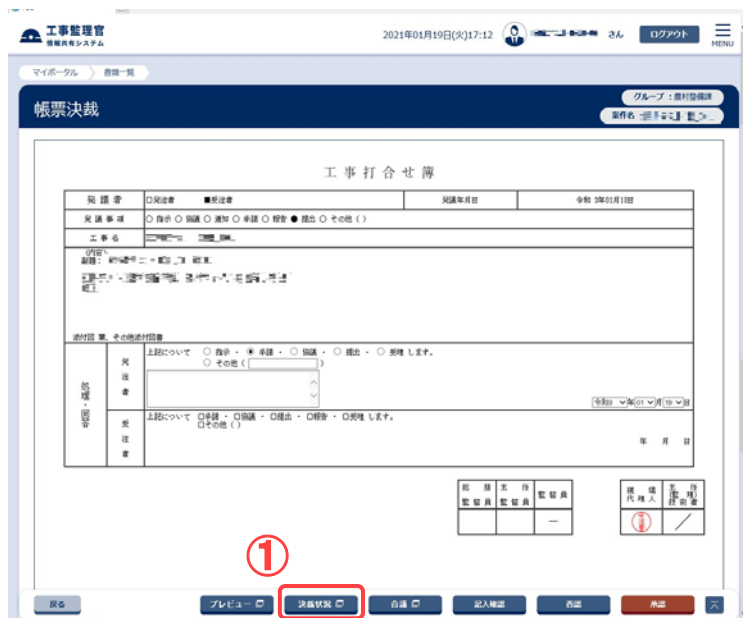 工事監理官
情報共有システム
2021年01月19日(火)17:12
さん
ログアウト
MENU
マイポータル
書類一覧
帳票決裁
グループ：農村整備課
案件名
工事打合せ簿
発議者
□発注者 ■受注者
発議年月日
令和 3年01月18日
発議事項
○ 指示 ○ 協議 ○ 通知 ○ 承諾 ○ 報告 ● 提出 ○ その他 ( )
工事名
(内容)
添付図 葉、その他添付図書
処理・回答
発注者
上記について ○ 指示 ・ ◉ 承諾 ・ ○ 協議 ・ ○ 提出 ・ ○ 受理 します。
○ その他 ( )
令和3 年 01 月 19 日
受注者
上記について □承諾 ・ □協議 ・ □提出 ・ □報告 ・ □受理 します。
□その他 ( )
年 月 日
総括監督員
主任監督員
監督員
－
現場代理人
主任(監理)技術者
①
戻る
プレビュー
決裁状況
合議
記入確認
否認
承認